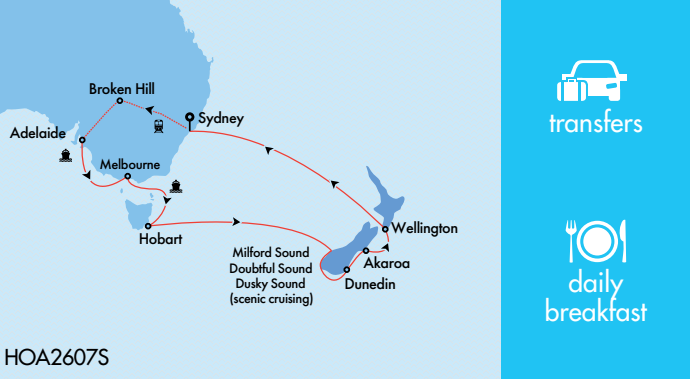 Broken Hill
Sydney
Adelaide
Melbourne
Hobart
Wellington
Milford Sound
Doubtful Sound
Dusky Sound
(scenic cruising)
Akaroa
Dunedin
HOA2607S
transfers
daily
breakfast